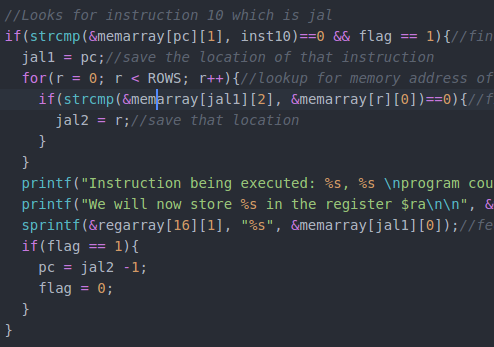 //Looks for instruction 10 which is jal
if(strcmp(&memarray[pc][1], inst10)==0 && flag == 1){//fin
jal1 = pc;//save the location of that instruction
for(r = 0; r < ROWS; r++){//lookup for memory address of
if(strcmp(&memarray[jal1][2], &memarray[r][0])==0){//f
jal2 = r;//save that location
}
}
printf("Instruction being executed: %s, %s \nprogram cou
printf("We will now store %s in the register $ra\n\n", &
sprintf(&regarray[16][1], "%s", &memarray[jal1][0]);//fe
if(flag == 1){
pc = jal2 -1;
flag = 0;
}
}